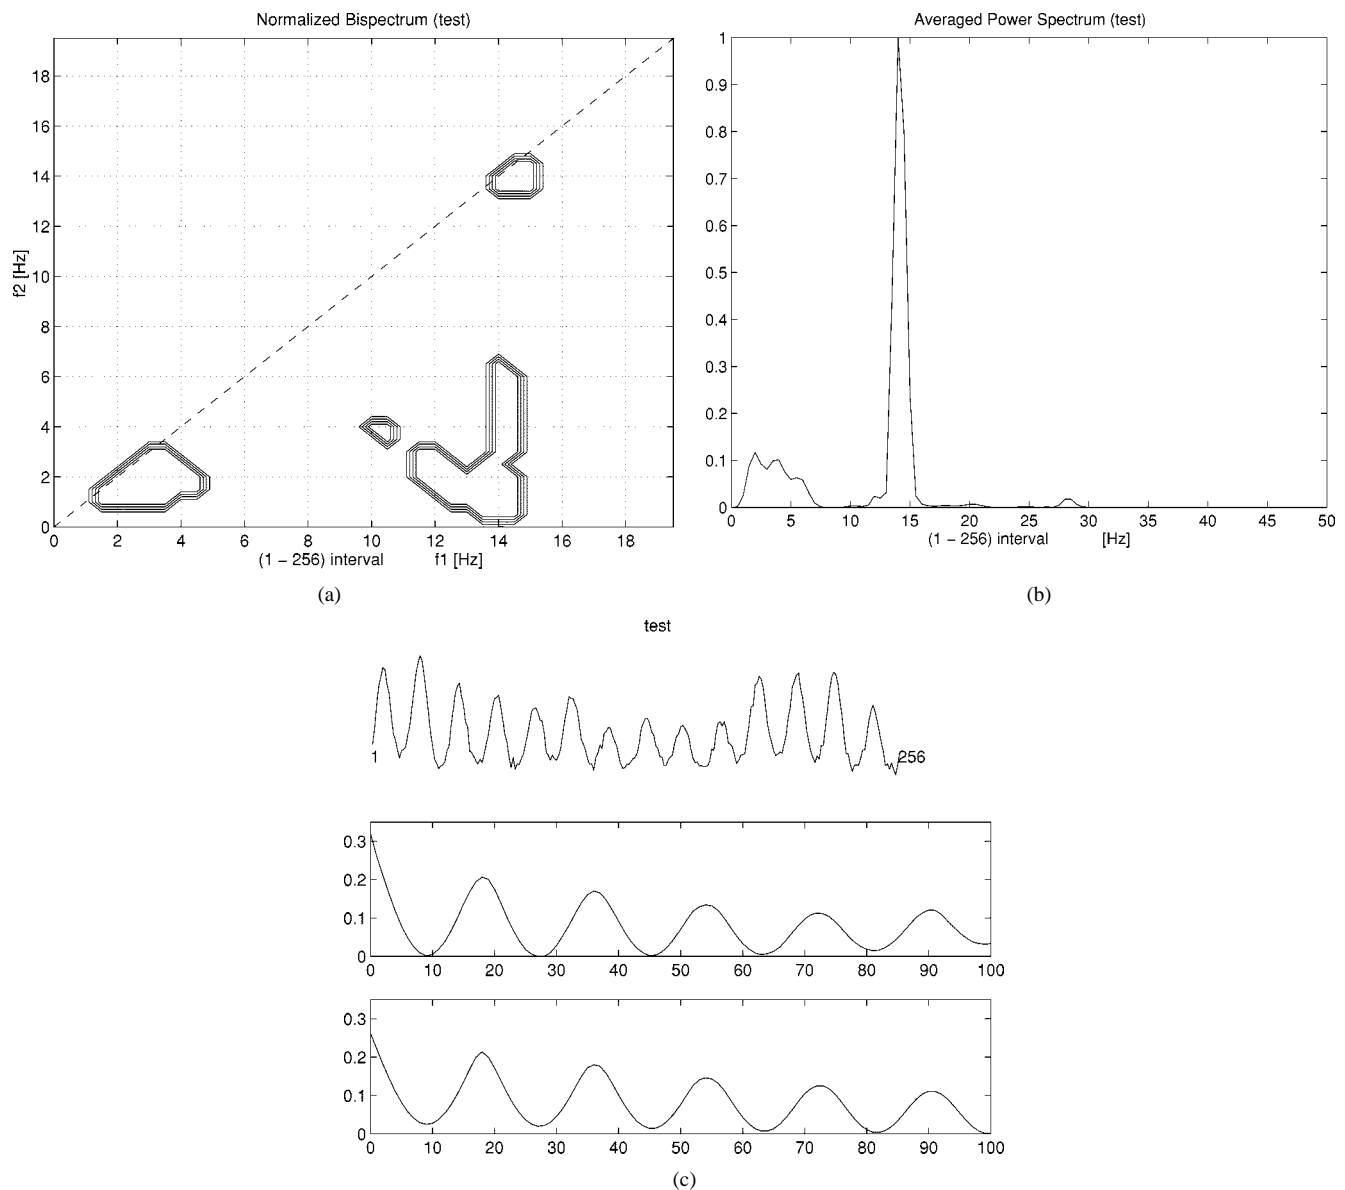 Normalized Bispectrum (test)
18
16
14
12
10
8
6
4
2
0
f2 [Hz]
0 2 4 6 8 10 12 14 16 18
(1 − 256) interval f1 [Hz]
(a)
Averaged Power Spectrum (test)
1
0.9
0.8
0.7
0.6
0.5
0.4
0.3
0.2
0.1
0
0 5 10 15 20 25 30 35 40 45 50
(1 − 256) interval [Hz]
(b)
test
1
256
0.3
0.2
0.1
0
0 10 20 30 40 50 60 70 80 90 100
0.3
0.2
0.1
0
0 10 20 30 40 50 60 70 80 90 100
(c)